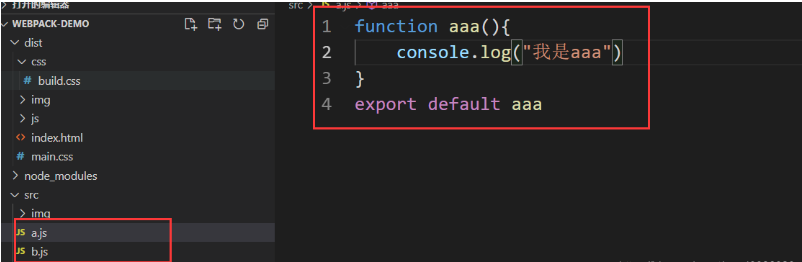 打开的编辑器
WEBPACK-DEMO
dist
css
# build.css
img
js
<> index.html
# main.css
node_modules
src
img
JS a.js
JS b.js
src > JS a.js > aaa
1 function aaa(){
2 console.log("我是aaa")
3 }
4 export default aaa